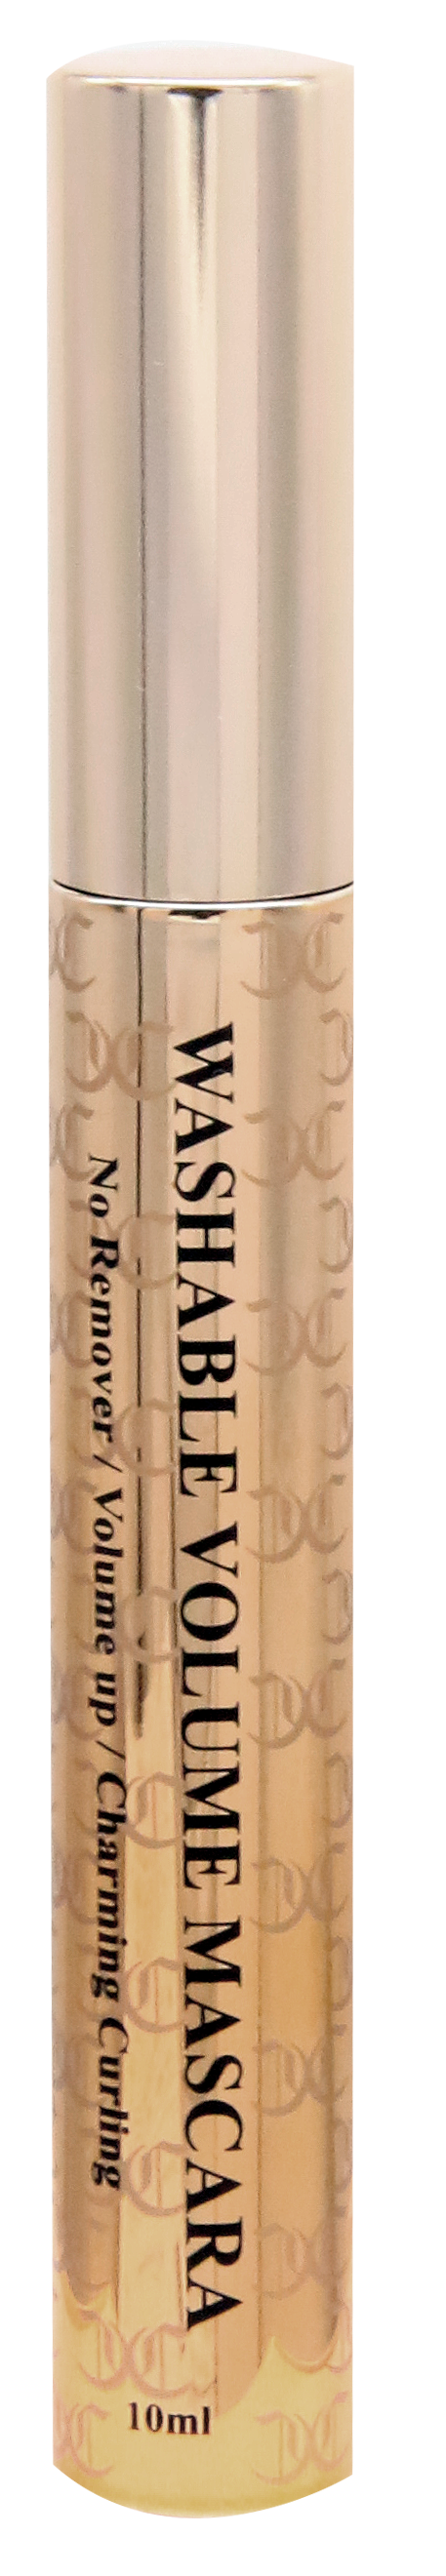 WASHABLE VOLUME MASCARA
No Remover / Volume up / Charming Curling
10ml